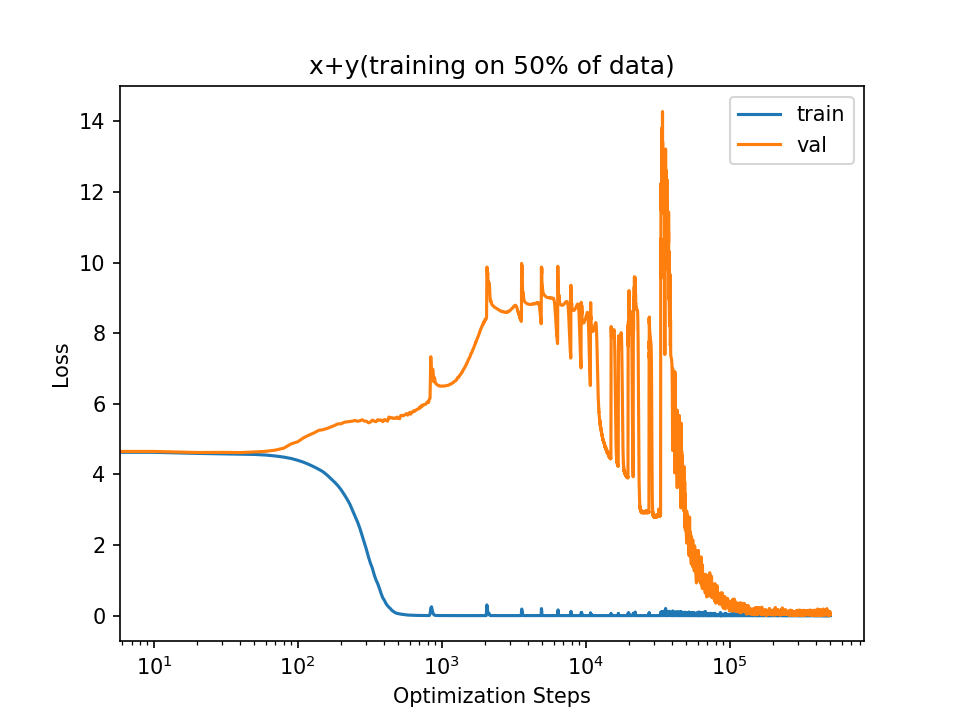 x+y(training on 50% of data)
train
val
14
12
10
8
6
4
2
0
Loss
10¹
10²
10³
10⁴
10⁵
Optimization Steps